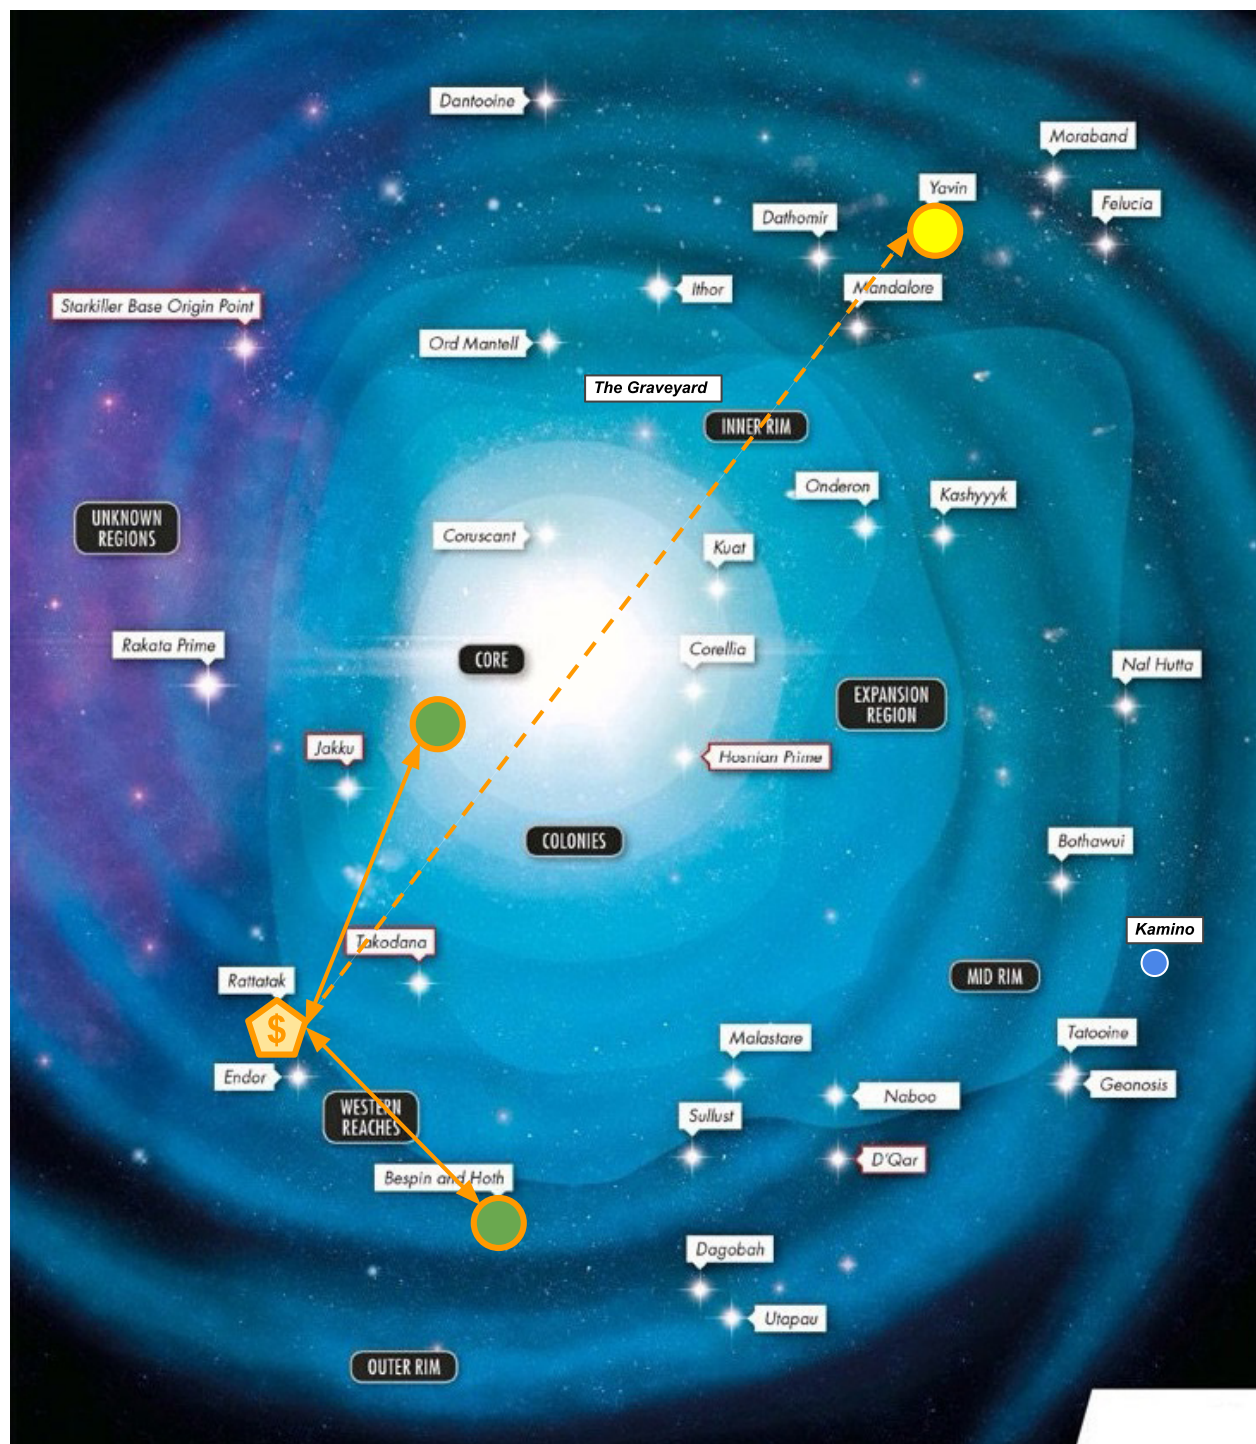 Dantooine
Moraband
Yavin
Felucia
Dathomir
Ithor
Mandalore
Starkiller Base Origin Point
Ord Mantell
The Graveyard
INNER RIM
Onderon
Kashyyyk
UNKNOWN
REGIONS
Coruscant
Kuat
Rakata Prime
CORE
Corellia
Nal Hutta
EXPANSION
REGION
Jakku
Hosnian Prime
COLONIES
Bothawui
Kamino
Takodana
Rattatak
MID RIM
$
Malastare
Tatooine
Endor
Geonosis
Naboo
WESTERN
REACHES
Sullust
D'Qar
Bespin and Hoth
Dagobah
Utapau
OUTER RIM